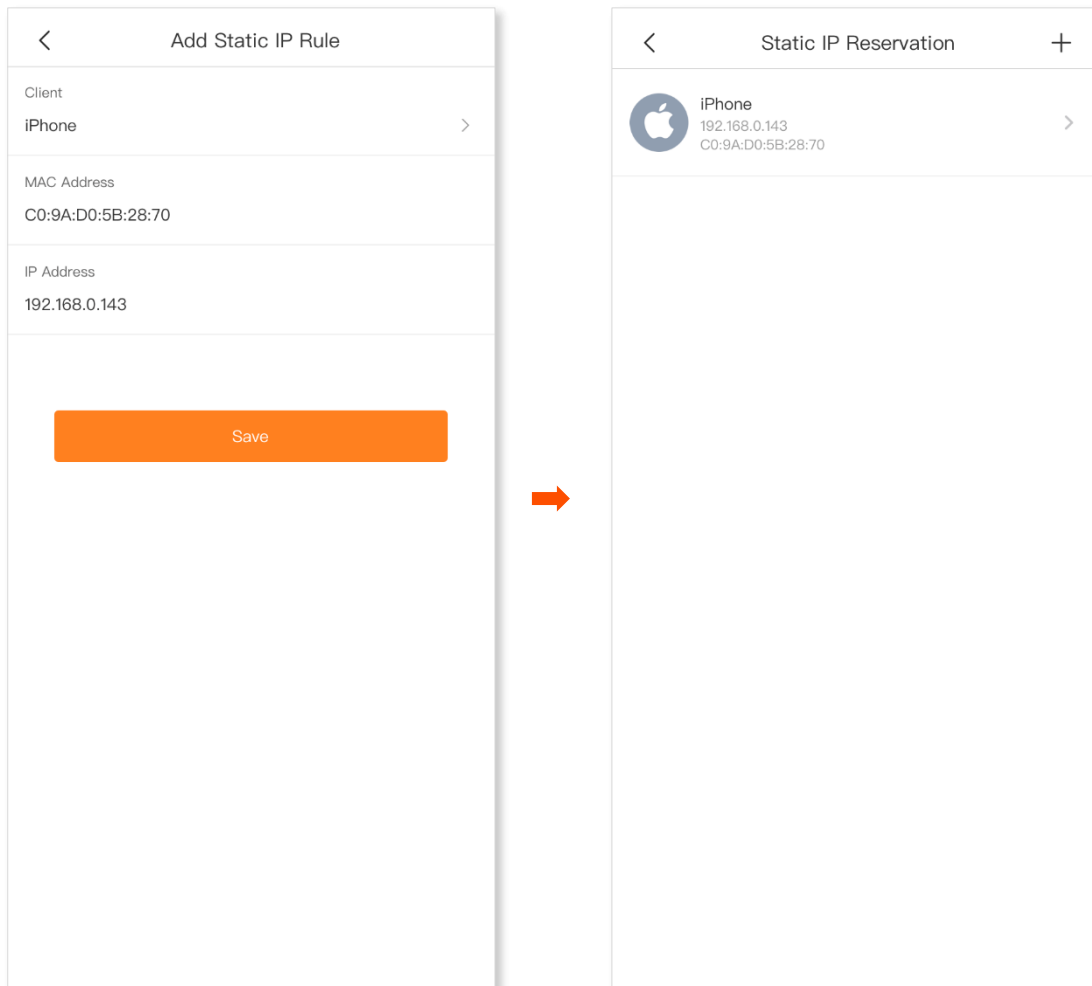 Add Static IP Rule
Client
iPhone
MAC Address
C0:9A:D0:5B:28:70
IP Address
192.168.0.143
Save
Static IP Reservation
iPhone
192.168.0.143
C0:9A:D0:5B:28:70